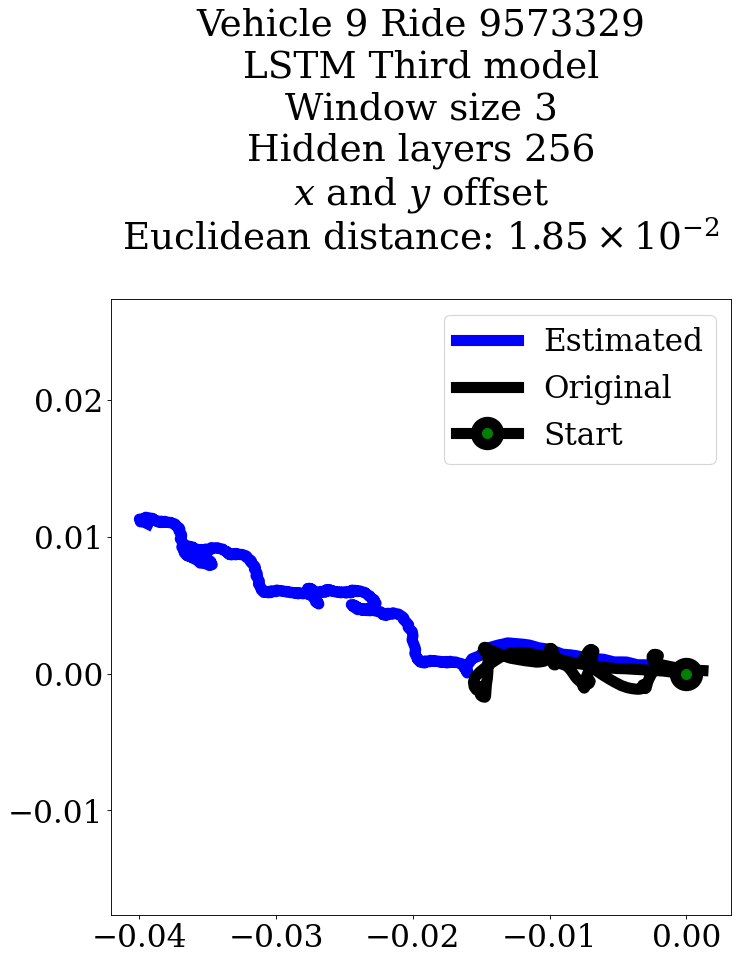 Vehicle 9 Ride 9573329
LSTM Third model
Window size 3
Hidden layers 256
x and y offset
Euclidean distance: 1.85 × 10⁻²
Estimated
Original
Start
0.02
0.01
0.00
−0.01
−0.04 −0.03 −0.02 −0.01 0.00